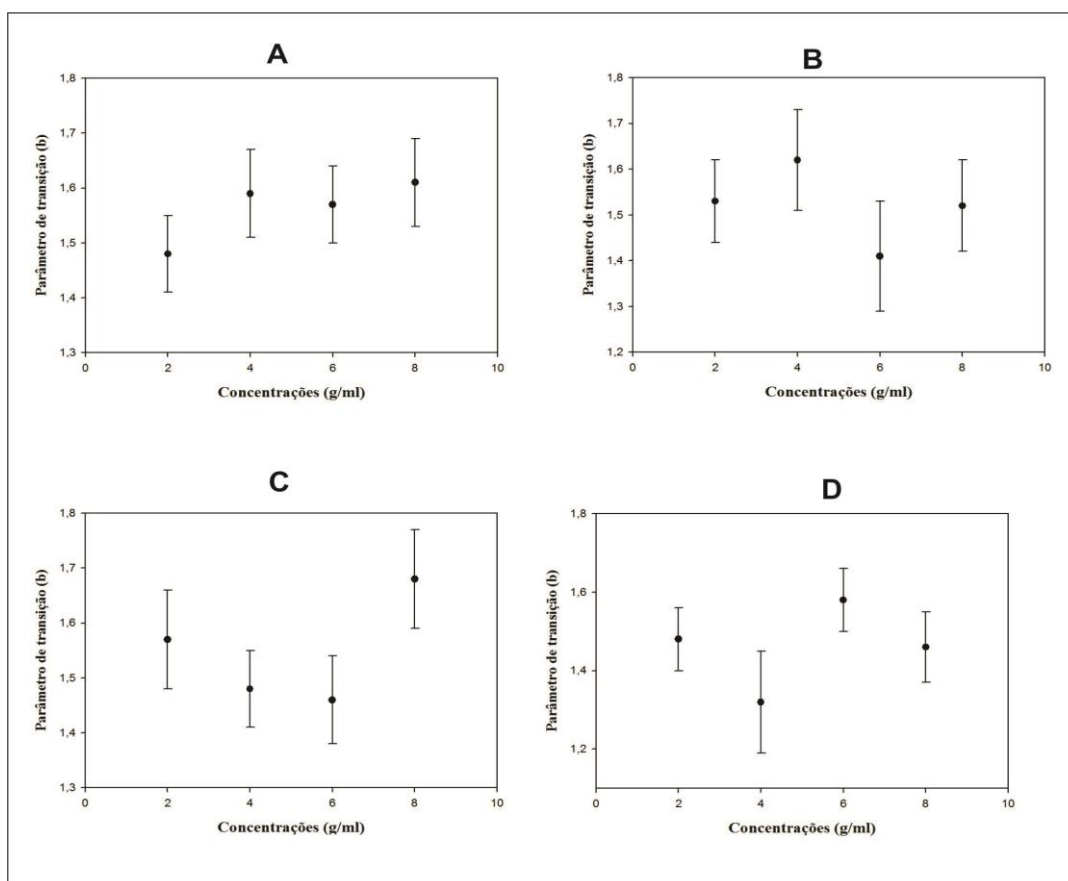 A
Parâmetro de transição (b)
1,8
1,7
1,6
1,5
1,4
1,3
0 2 4 6 8 10
Concentrações (g/ml)
B
Parâmetro de transição (b)
1,8
1,7
1,6
1,5
1,4
1,3
1,2
0 2 4 6 8 10
Concentrações (g/ml)
C
Parâmetro de transição (b)
1,8
1,7
1,6
1,5
1,4
1,3
0 2 4 6 8 10
Concentrações (g/ml)
D
Parâmetro de transição (b)
1,8
1,6
1,4
1,2
0 2 4 6 8 10
Concentrações (g/ml)